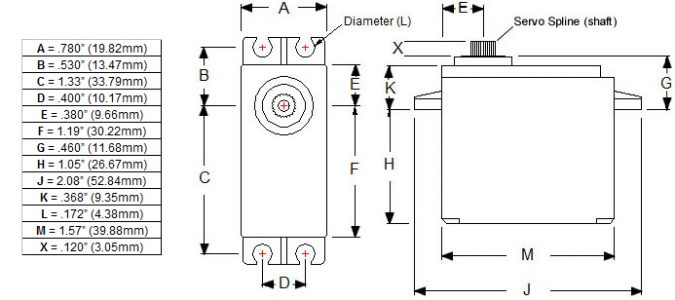 A = .780" (19.82mm)
B = .530" (13.47mm)
C = 1.33" (33.79mm)
D = .400" (10.17mm)
E = .380" (9.66mm)
F = 1.19" (30.22mm)
G = .460" (11.68mm)
H = 1.05" (26.67mm)
J = 2.08" (52.84mm)
K = .368" (9.35mm)
L = .172" (4.38mm)
M = 1.57" (39.88mm)
X = .120" (3.05mm)
A
Diameter (L)
B
E
C
F
D
E
Servo Spline (shaft)
X
K
G
H
M
J